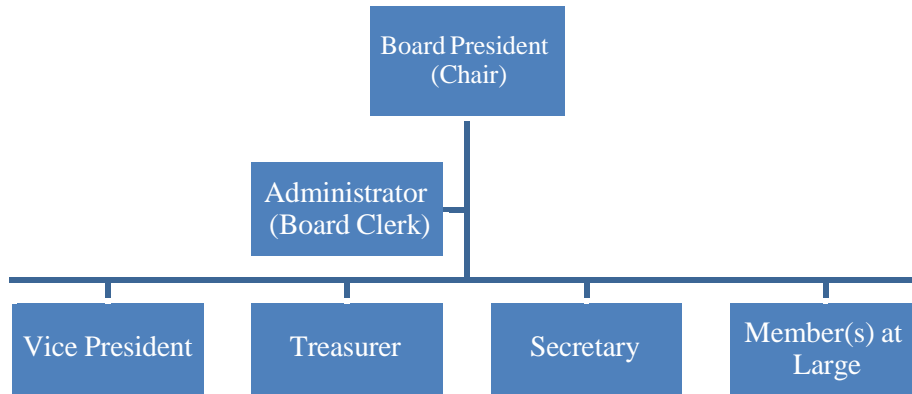 Board President
(Chair)
Administrator
(Board Clerk)
Vice President
Treasurer
Secretary
Member(s) at
Large